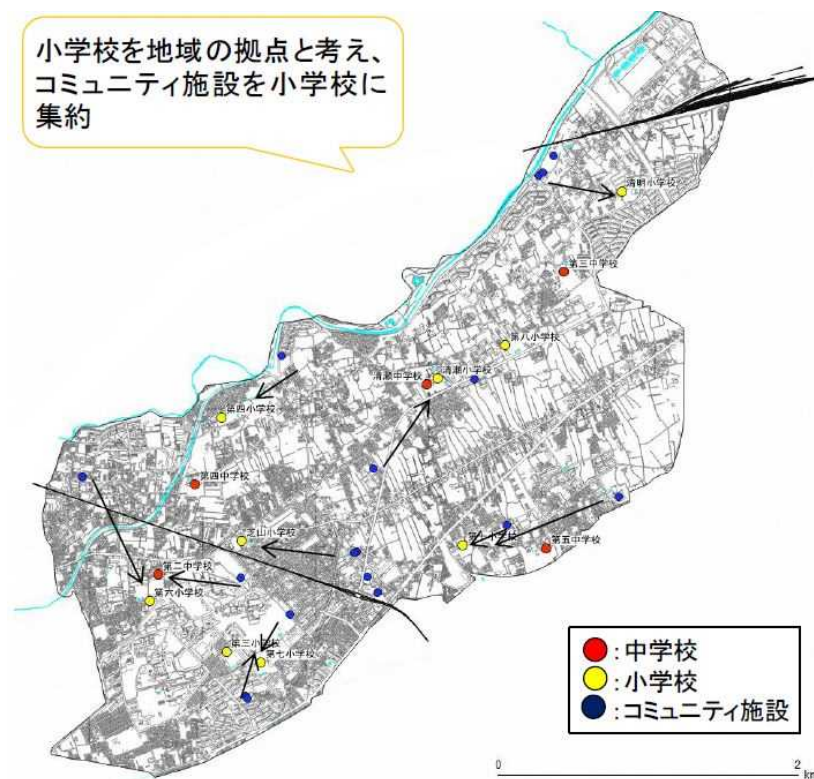 小学校を地域の拠点と考え、
コミュニティ施設を小学校に
集約
清明小学校
第三中学校
第八小学校
清瀬中学校
清瀬小学校
第四小学校
第四中学校
芝山小学校
第五中学校
第二中学校
第六小学校
第三小学校
第七小学校
:中学校
:小学校
:コミュニティ施設
0 2
km